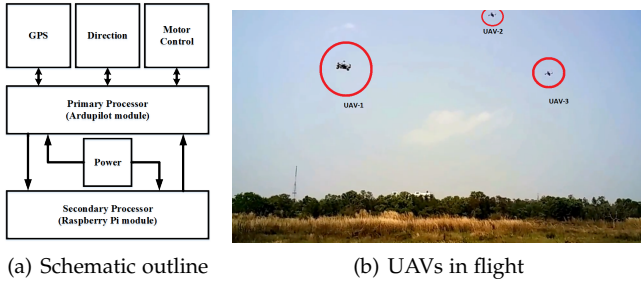 GPS
Direction
Motor
Control
Primary Processor
(Ardupilot module)
Power
Secondary Processor
(Raspberry Pi module)
UAV-1
UAV-2
UAV-3
(a) Schematic outline
(b) UAVs in flight